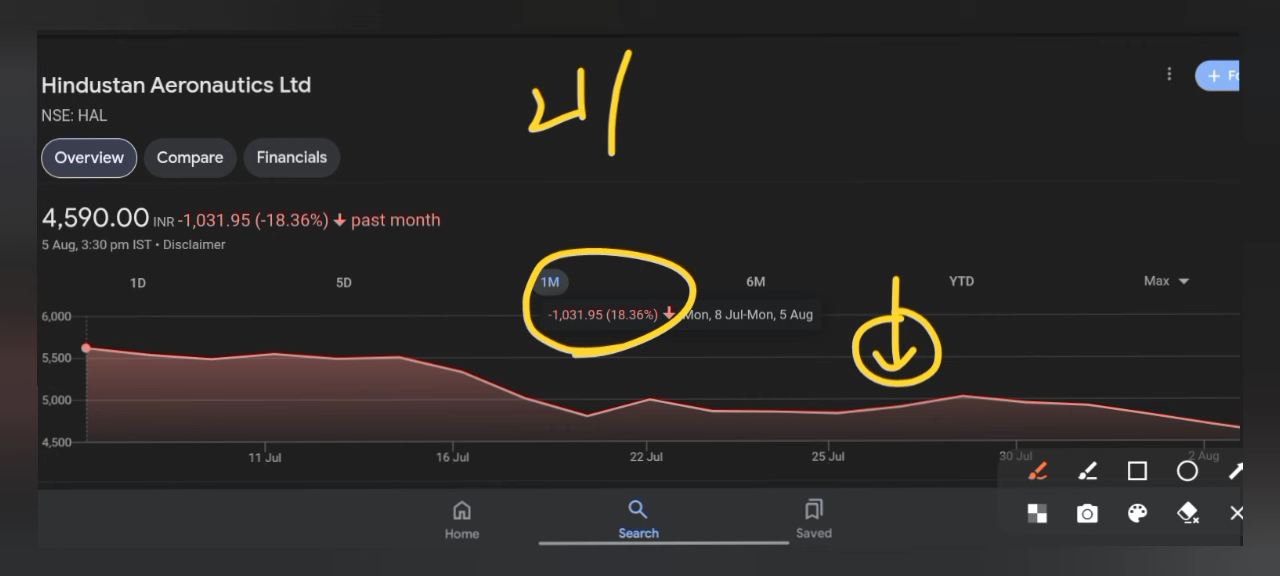 Hindustan Aeronautics Ltd
NSE: HAL
Overview Compare Financials
4,590.00 INR -1,031.95 (-18.36%) ↓ past month
5 Aug, 3:30 pm IST • Disclaimer
1D 5D 1M 6M YTD Max
-1,031.95 (18.36%) ↓ Mon, 8 Jul-Mon, 5 Aug
6,000
5,500
5,000
4,500
11 Jul 16 Jul 22 Jul 25 Jul 30 Jul 2 Aug
Home Search Saved